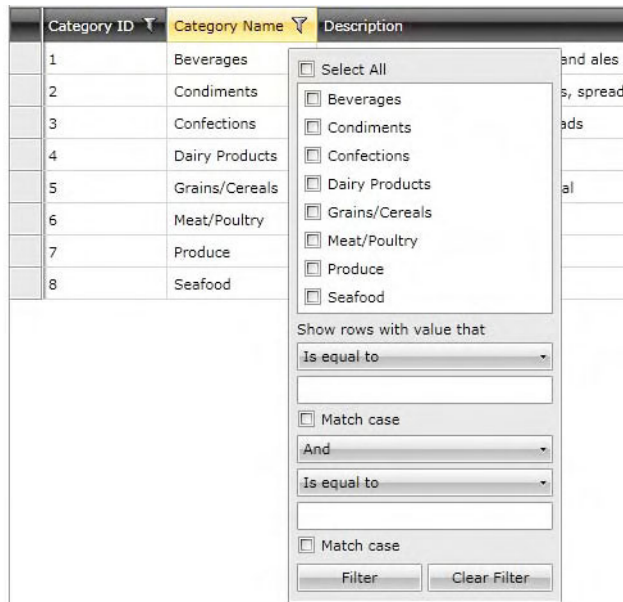 Category ID Category Name Description
1 Beverages and ales
2 Condiments s, spread
3 Confections ads
4 Dairy Products
5 Grains/Cereals al
6 Meat/Poultry
7 Produce
8 Seafood
Select All
Beverages
Condiments
Confections
Dairy Products
Grains/Cereals
Meat/Poultry
Produce
Seafood
Show rows with value that
Is equal to
Match case
And
Is equal to
Match case
Filter Clear Filter